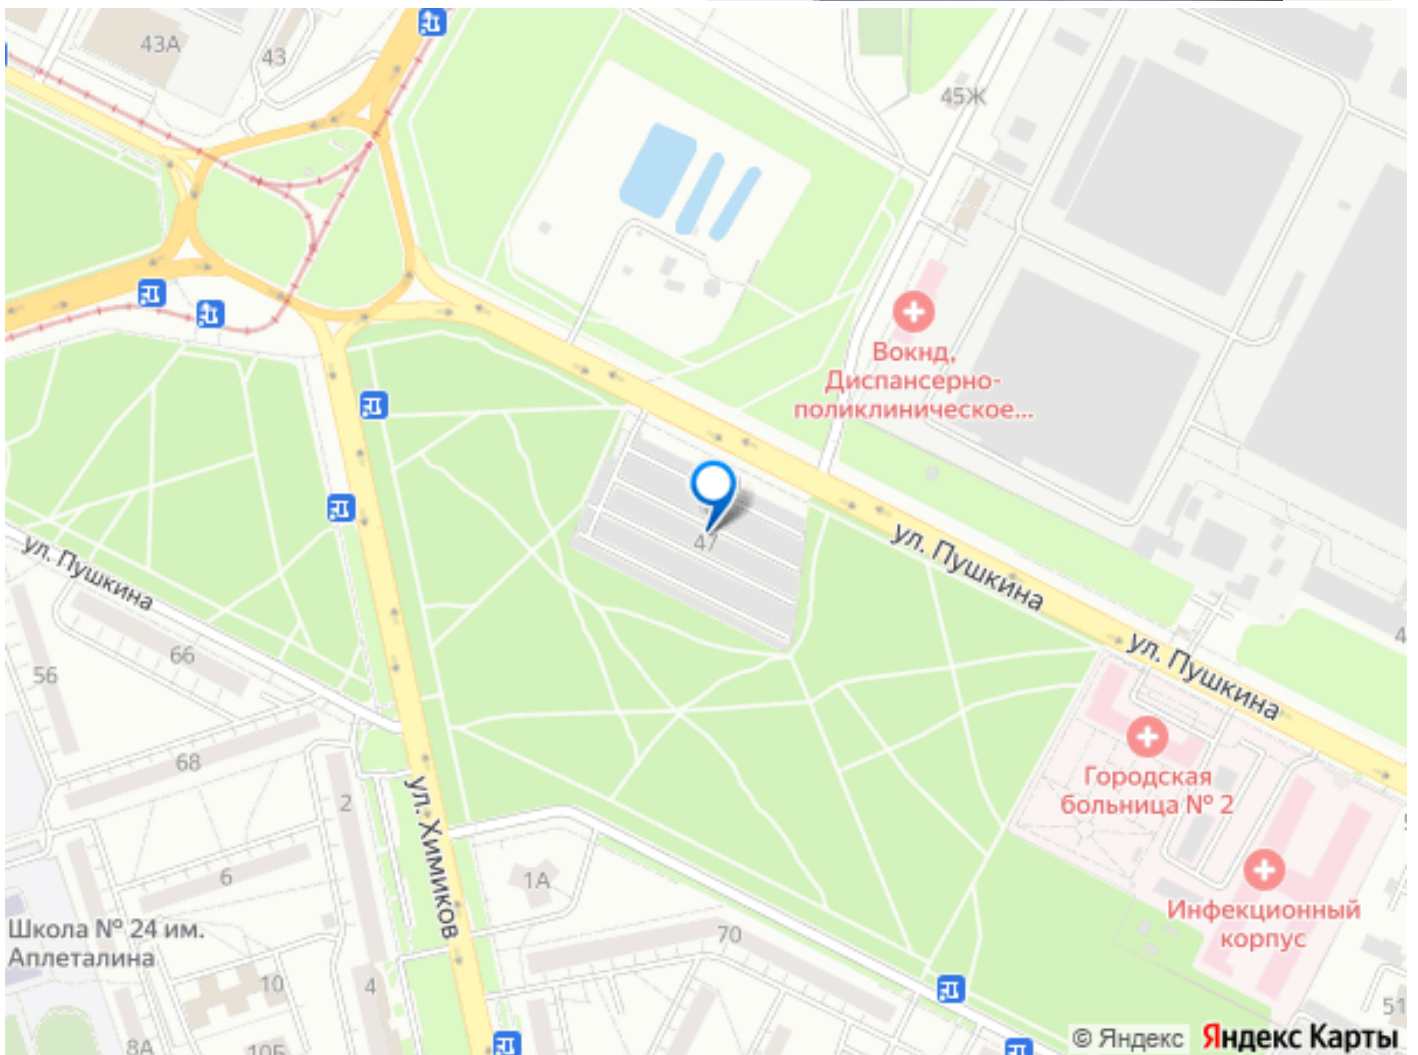 43А
43
45Ж
Вокнд,
Диспансерно-
поликлиническое...
47
ул. Пушкина
ул. Пушкина
ул. Пушкина
66
56
68
2
Городская
больница № 2
ул. Химиков
6
1А
Инфекционный
корпус
Школа № 24 им.
Аплеталина
70
10
4
51
8А
10Б
© Яндекс Яндекс Карты